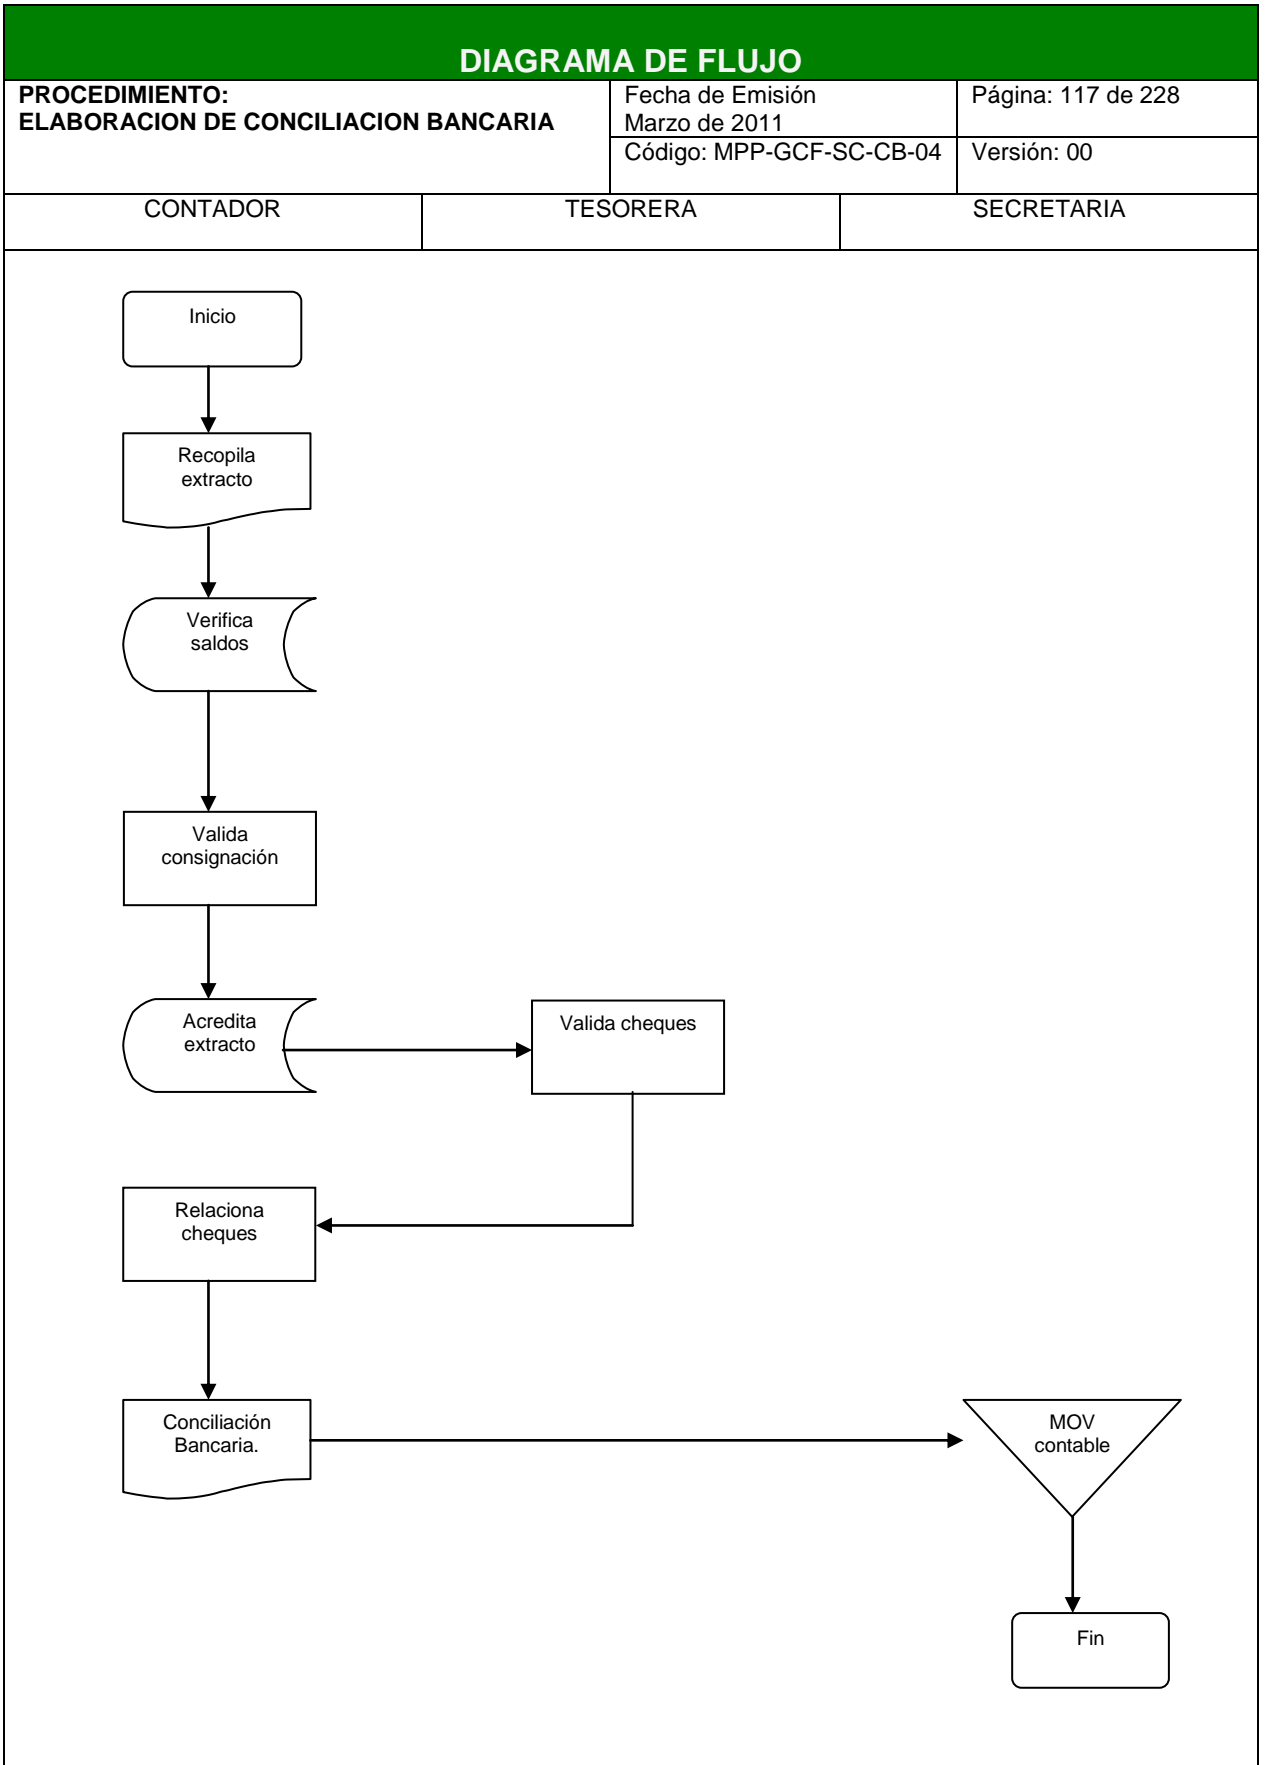 DIAGRAMA DE FLUJO
PROCEDIMIENTO:
ELABORACION DE CONCILIACION BANCARIA
Fecha de Emisión
Marzo de 2011
Página: 117 de 228
Código: MPP-GCF-SC-CB-04
Versión: 00
CONTADOR
TESORERA
SECRETARIA
Inicio
Recopila
extracto
Verifica
saldos
Valida
consignación
Acredita
extracto
Valida cheques
Relaciona
cheques
Conciliación
Bancaria.
MOV
contable
Fin